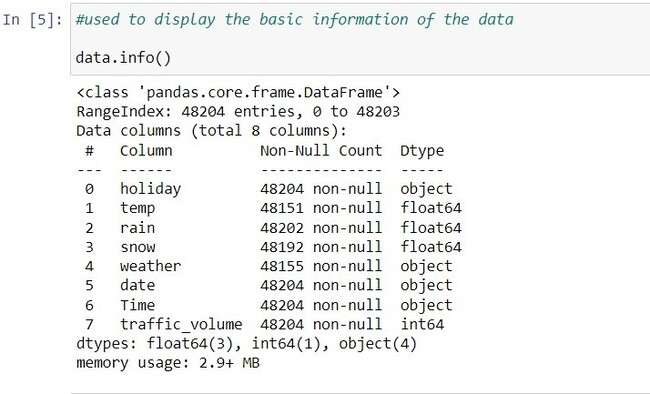 In [5]: #used to display the basic information of the data
data.info()
<class 'pandas.core.frame.DataFrame'>
RangeIndex: 48204 entries, 0 to 48203
Data columns (total 8 columns):
 #   Column          Non-Null Count  Dtype
---  ------          --------------  -----
 0   holiday         48204 non-null  object
 1   temp            48151 non-null  float64
 2   rain            48202 non-null  float64
 3   snow            48192 non-null  float64
 4   weather         48155 non-null  object
 5   date            48204 non-null  object
 6   Time            48204 non-null  object
 7   traffic_volume  48204 non-null  int64
dtypes: float64(3), int64(1), object(4)
memory usage: 2.9+ MB